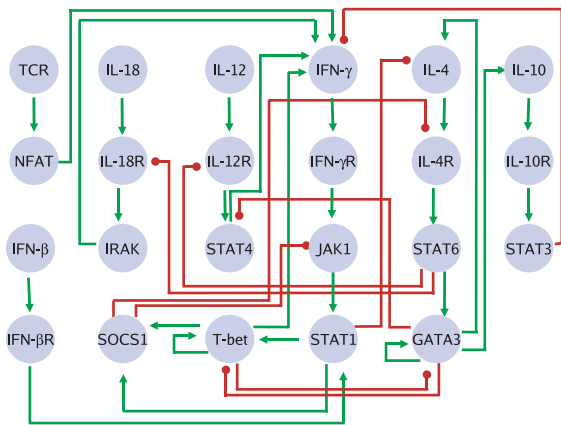 TCR
IL-18
IL-12
IFN-γ
IL-4
IL-10
NFAT
IL-18R
IL-12R
IFN-γR
IL-4R
IL-10R
IFN-β
IRAK
STAT4
JAK1
STAT6
STAT3
IFN-βR
SOCS1
T-bet
STAT1
GATA3